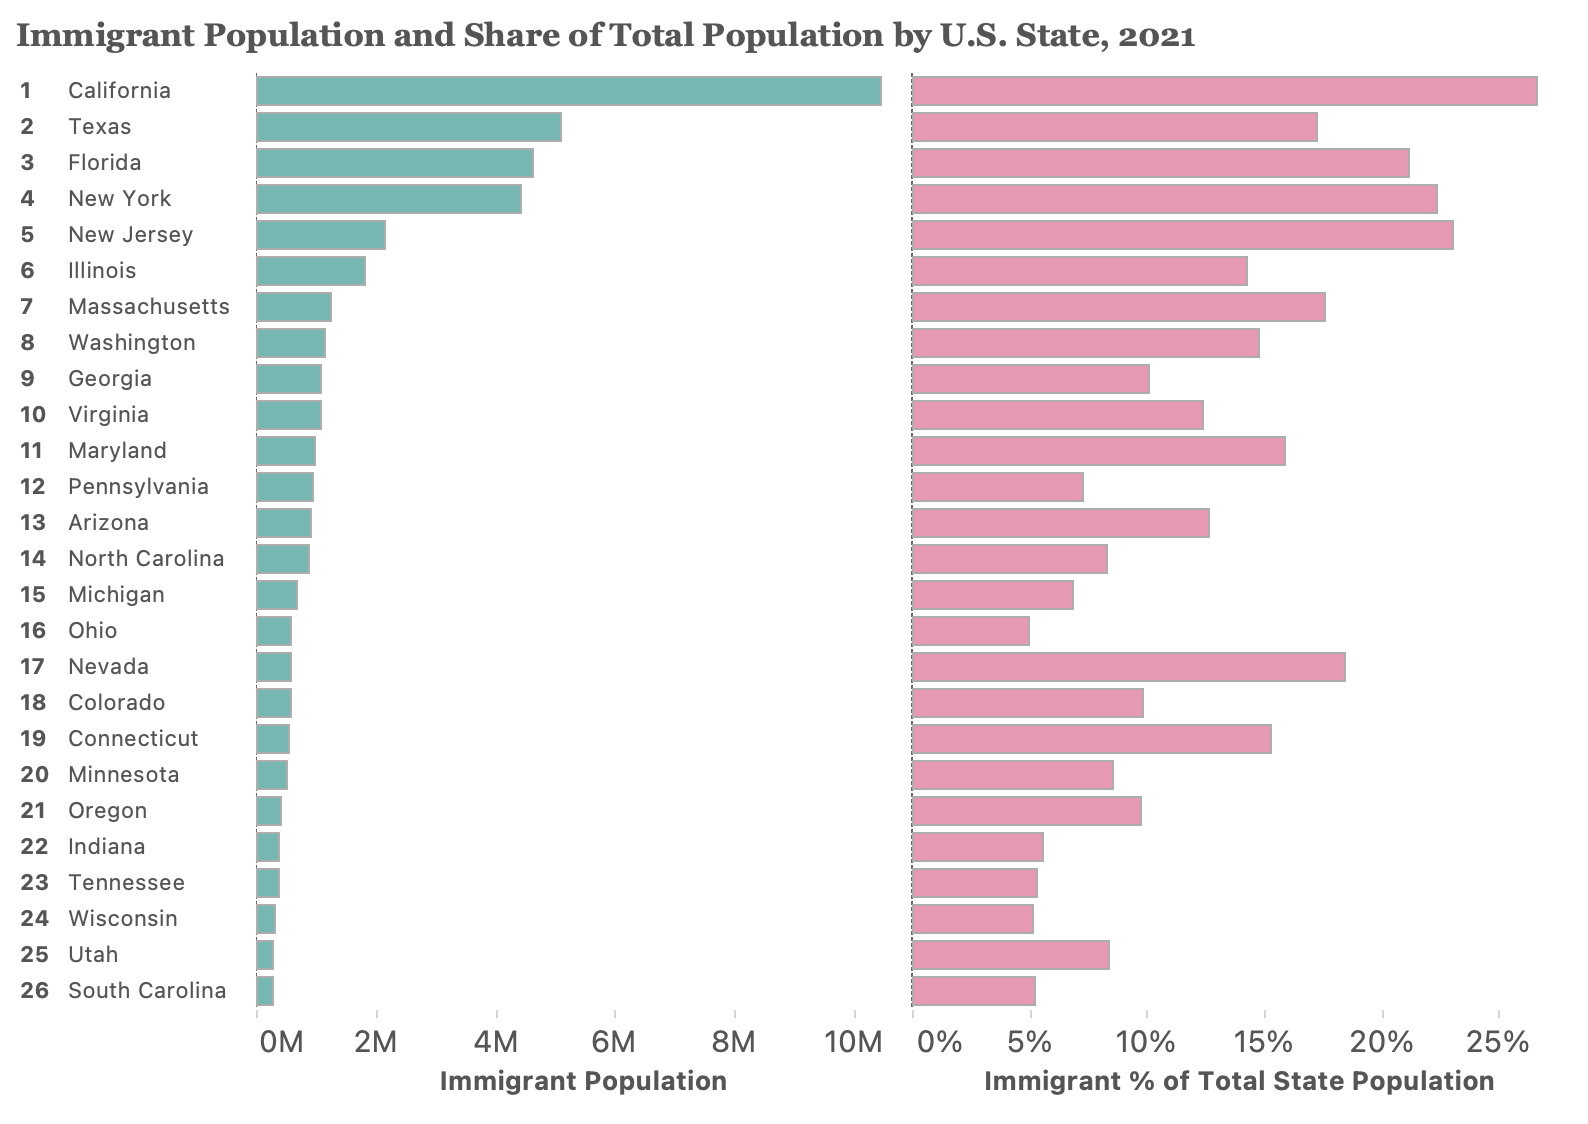 Immigrant Population and Share of Total Population by U.S. State, 2021
1 California
2 Texas
3 Florida
4 New York
5 New Jersey
6 Illinois
7 Massachusetts
8 Washington
9 Georgia
10 Virginia
11 Maryland
12 Pennsylvania
13 Arizona
14 North Carolina
15 Michigan
16 Ohio
17 Nevada
18 Colorado
19 Connecticut
20 Minnesota
21 Oregon
22 Indiana
23 Tennessee
24 Wisconsin
25 Utah
26 South Carolina
0M 2M 4M 6M 8M 10M 0% 5% 10% 15% 20% 25%
Immigrant Population Immigrant % of Total State Population